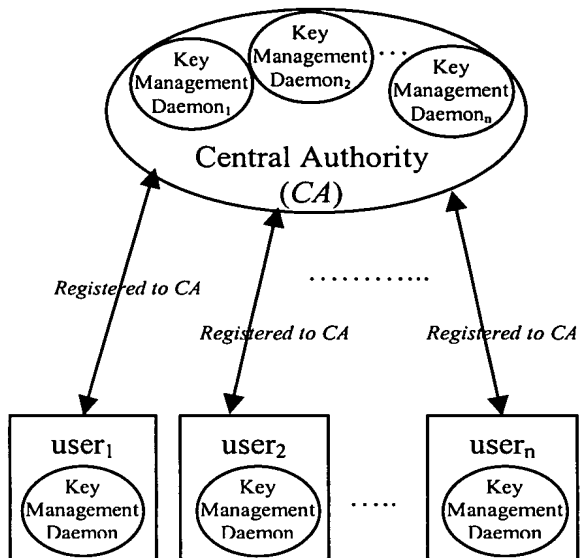 Key
Management
Daemon₁
Key
Management
Daemon₂
....
Key
Management
Daemonₙ
Central Authority
(CA)
Registered to CA
Registered to CA
Registered to CA
............
user₁
Key
Management
Daemon
user₂
Key
Management
Daemon
.....
userₙ
Key
Management
Daemon